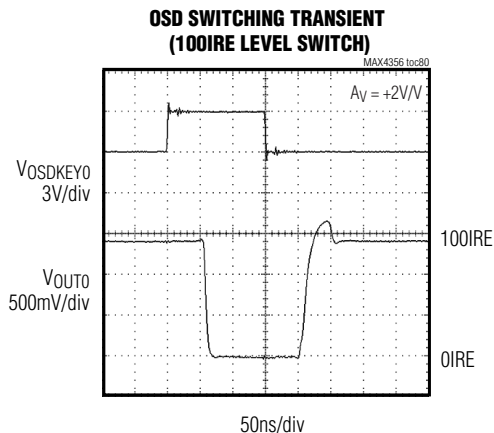 OSD SWITCHING TRANSIENT
(100IRE LEVEL SWITCH)
MAX4356 toc80
AV = +2V/V
VOSDKEY0
3V/div
100IRE
VOUT0
500mV/div
0IRE
50ns/div